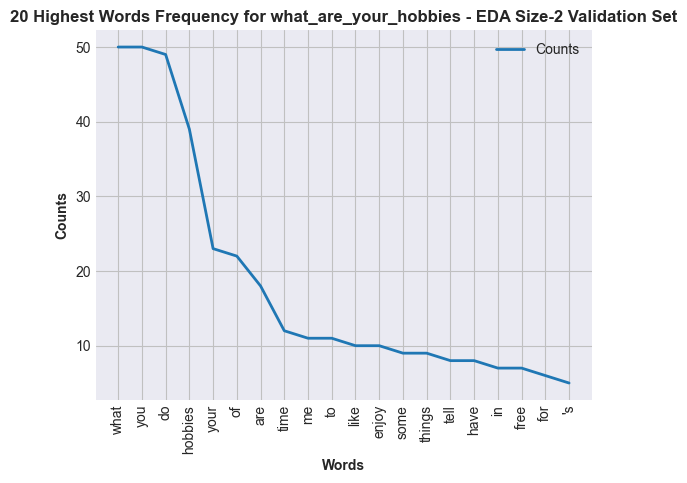 20 Highest Words Frequency for what_are_your_hobbies - EDA Size-2 Validation Set
Counts
50
40
30
20
10
Counts
what
you
do
hobbies
your
of
are
time
me
to
like
enjoy
some
things
tell
have
in
free
for
's
Words